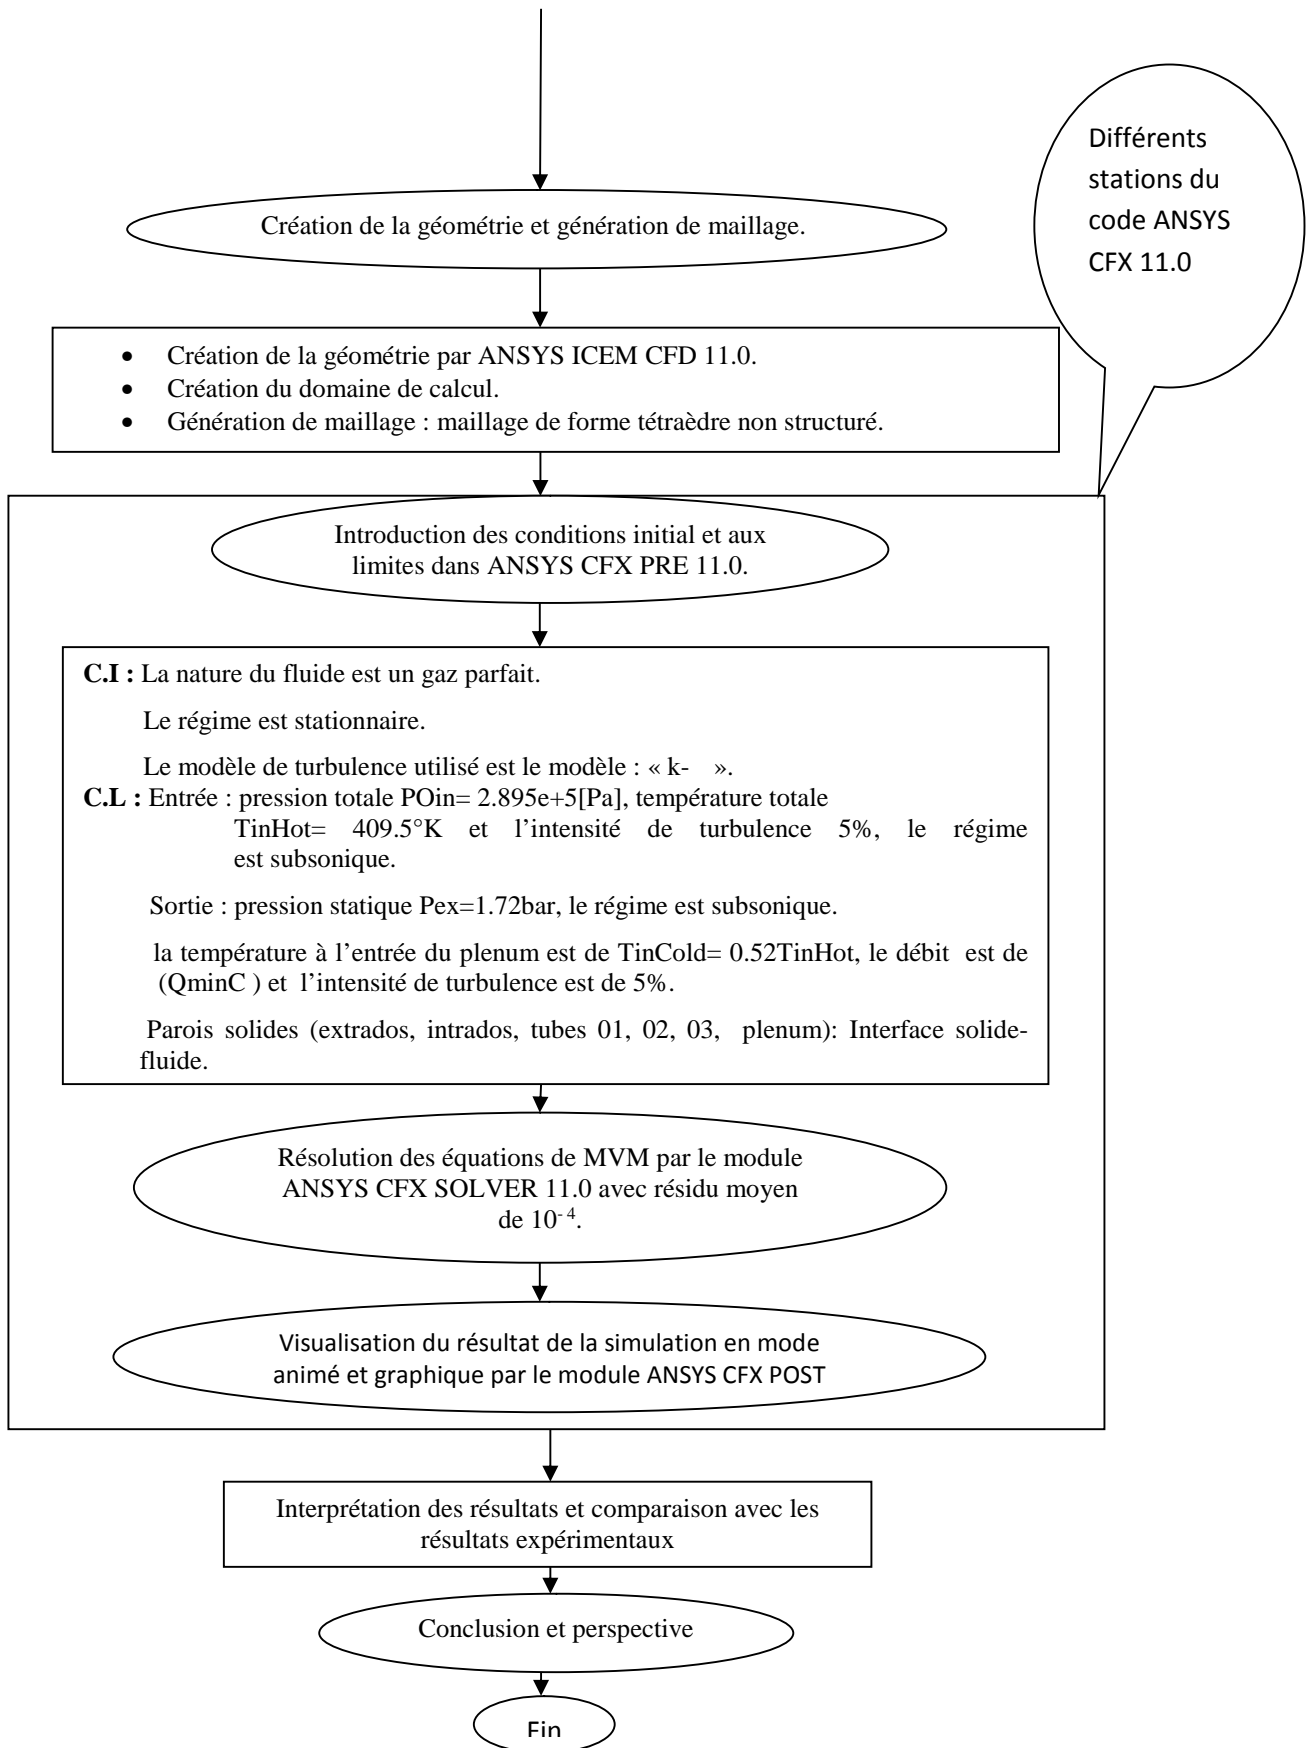 Différents
stations du
code ANSYS
CFX 11.0
Création de la géométrie et génération de maillage.
• Création de la géométrie par ANSYS ICEM CFD 11.0.
• Création du domaine de calcul.
• Génération de maillage : maillage de forme tétraèdre non structuré.
Introduction des conditions initial et aux
limites dans ANSYS CFX PRE 11.0.
C.I : La nature du fluide est un gaz parfait.
Le régime est stationnaire.
Le modèle de turbulence utilisé est le modèle : « k- ».
C.L : Entrée : pression totale POin= 2.895e+5[Pa], température totale
TinHot= 409.5°K et l'intensité de turbulence 5%, le régime
est subsonique.
Sortie : pression statique Pex=1.72bar, le régime est subsonique.
la température à l'entrée du plenum est de TinCold= 0.52TinHot, le débit est de
(QminC ) et l'intensité de turbulence est de 5%.
Parois solides (extrados, intrados, tubes 01, 02, 03, plenum): Interface solide-
fluide.
Résolution des équations de MVM par le module
ANSYS CFX SOLVER 11.0 avec résidu moyen
de 10⁻⁴.
Visualisation du résultat de la simulation en mode
animé et graphique par le module ANSYS CFX POST
Interprétation des résultats et comparaison avec les
résultats expérimentaux
Conclusion et perspective
Fin